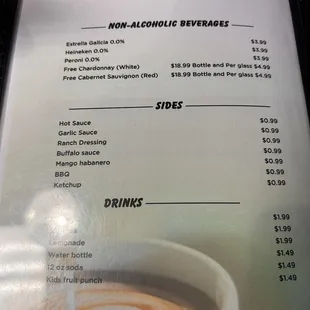 NON-ALCOHOLIC BEVERAGES
Estrella Galicia 0.0% $3.99
Heineken 0.0% $3.99
Peroni 0.0% $3.99
Free Chardonnay (White) $18.99 Bottle and Per glass $4.99
Free Cabernet Sauvignon (Red) $18.99 Bottle and Per glass $4.99
SIDES
Hot Sauce $0.99
Garlic Sauce $0.99
Ranch Dressing $0.99
Buffalo sauce $0.99
Mango habanero $0.99
BBQ $0.99
Ketchup $0.99
DRINKS
$1.99
$1.99
Lemonade $1.99
Water bottle $1.49
12 oz soda $1.49
Kids fruit punch $1.49